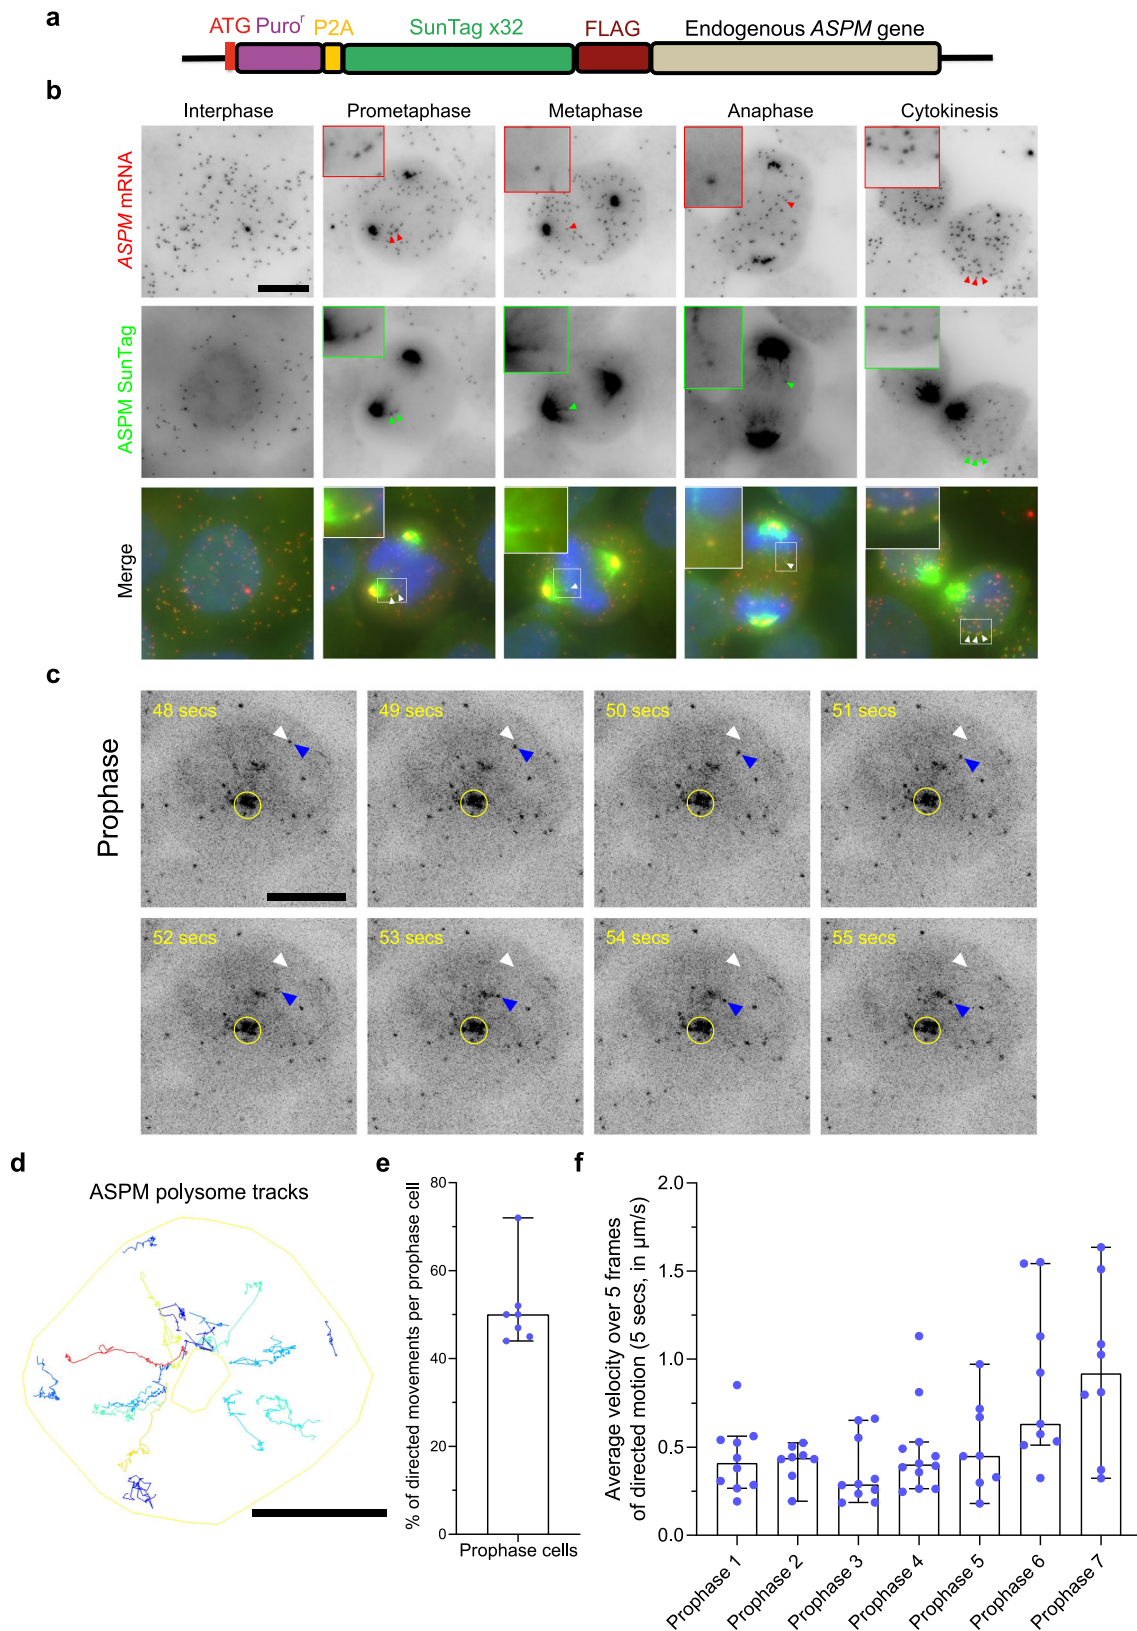 a
ATG Puroʳ P2A SunTag x32 FLAG Endogenous ASPM gene
b
Interphase Prometaphase Metaphase Anaphase Cytokinesis
ASPM mRNA
ASPM SunTag
Merge
c
Prophase
48 secs 49 secs 50 secs 51 secs
52 secs 53 secs 54 secs 55 secs
d
ASPM polysome tracks
e
% of directed movements per prophase cell
80
60
40
20
0
Prophase cells
f
Average velocity over 5 frames
of directed motion (5 secs, in µm/s)
2.0
1.5
1.0
0.5
0.0
Prophase 1
Prophase 2
Prophase 3
Prophase 4
Prophase 5
Prophase 6
Prophase 7